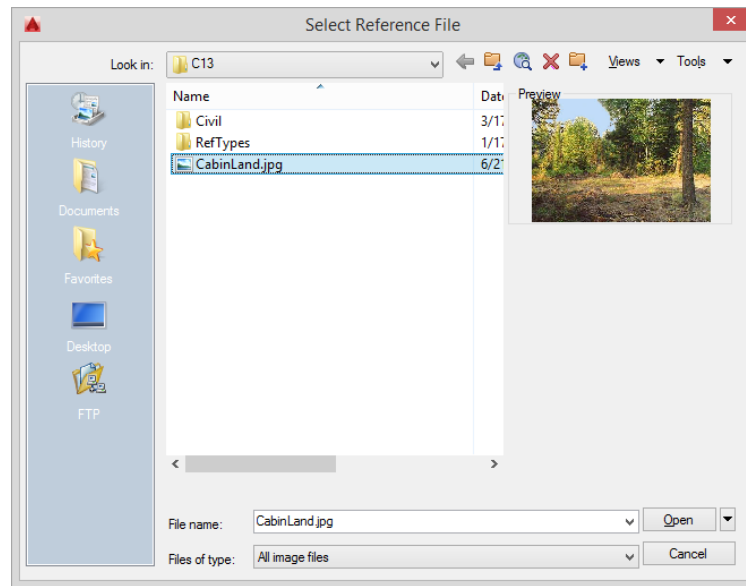 Select Reference File
Look in: C13 Views Tools
Name Date Preview
Civil 3/17
RefTypes 1/17
CabinLand.jpg 6/2
History
Documents
Favorites
Desktop
FTP
File name: CabinLand.jpg Open
Files of type: All image files Cancel